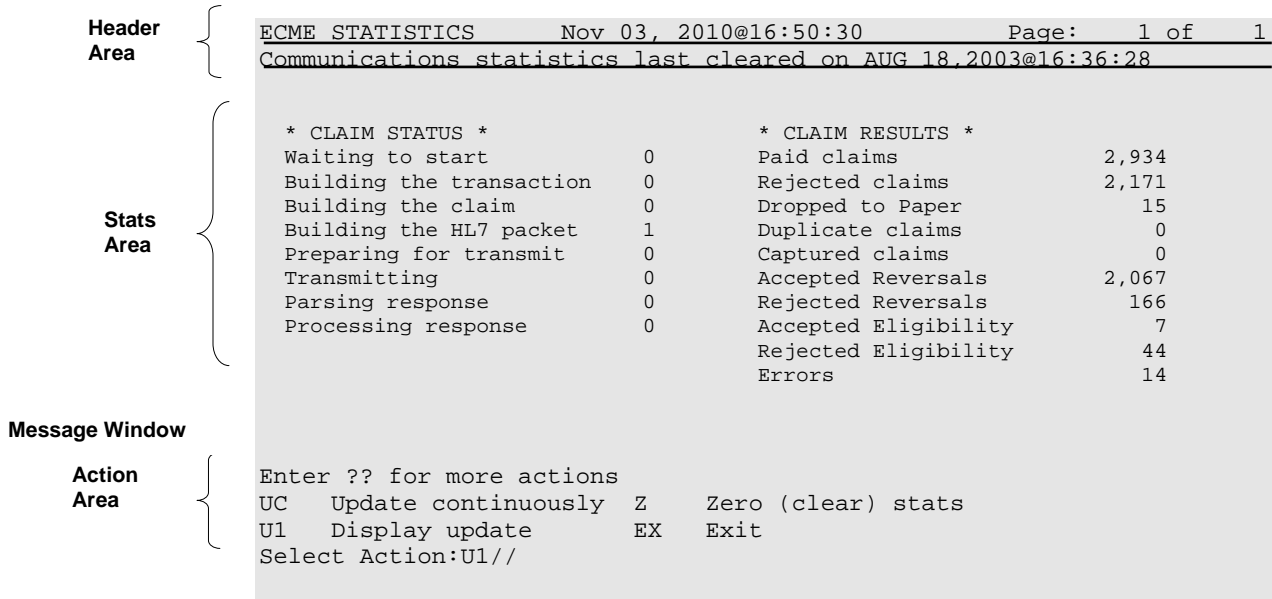 Header
Area
ECME STATISTICS Nov 03, 2010@16:50:30 Page: 1 of 1
Communications statistics last cleared on AUG 18,2003@16:36:28
Stats
Area
* CLAIM STATUS * * CLAIM RESULTS *
Waiting to start 0 Paid claims 2,934
Building the transaction 0 Rejected claims 2,171
Building the claim 0 Dropped to Paper 15
Building the HL7 packet 1 Duplicate claims 0
Preparing for transmit 0 Captured claims 0
Transmitting 0 Accepted Reversals 2,067
Parsing response 0 Rejected Reversals 166
Processing response 0 Accepted Eligibility 7
Rejected Eligibility 44
Errors 14
Message Window
Action
Area
Enter ?? for more actions
UC Update continuously Z Zero (clear) stats
U1 Display update EX Exit
Select Action:U1//